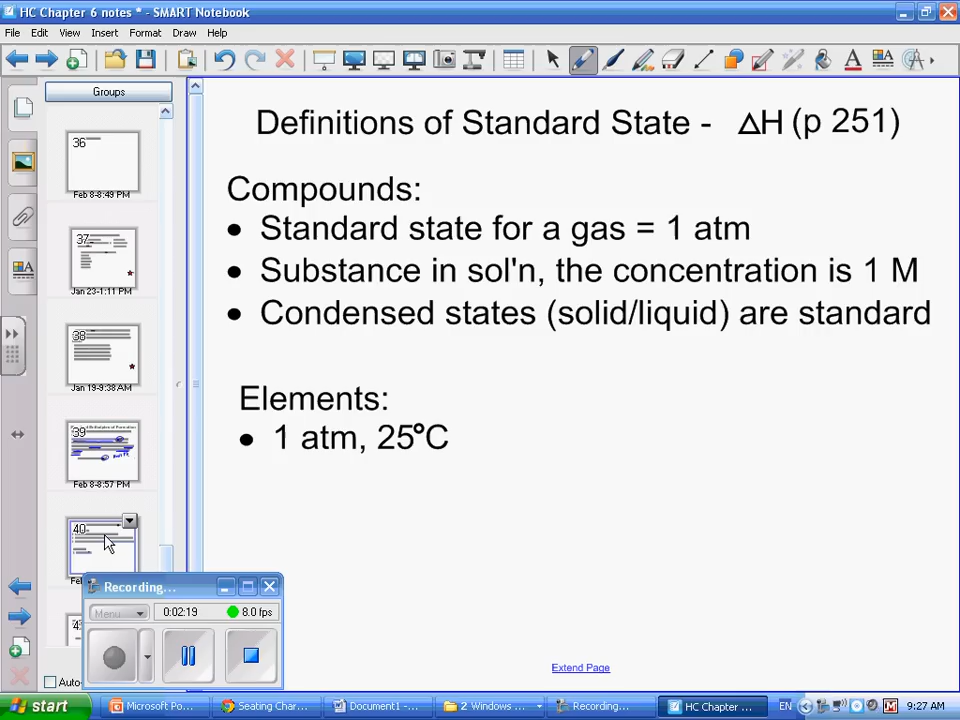 HC Chapter 6 notes * - SMART Notebook
File Edit View Insert Format Draw Help
Groups
36
Feb 8-8:49 PM
37
Jan 23-1:11 PM
38
Jan 19-9:38 AM
39
Feb 8-8:57 PM
40
Definitions of Standard State - ΔH (p 251)
Compounds:
• Standard state for a gas = 1 atm
• Substance in sol'n, the concentration is 1 M
• Condensed states (solid/liquid) are standard
Elements:
• 1 atm, 25°C
Extend Page
Recording...
Menu 0:02:19 8.0 fps
Auto-
start Microsoft Po... Seating Char... Document1 -... 2 Windows ... Recording... HC Chapter ... EN 9:27 AM